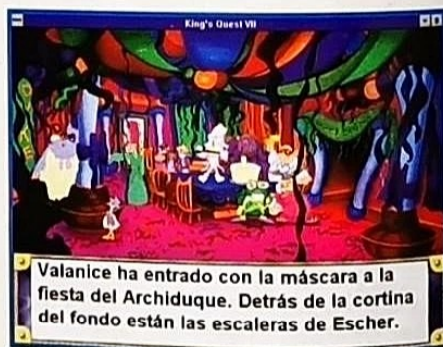 King's Quest VII
Valanice ha entrado con la máscara a la
fiesta del Archiduque. Detrás de la cortina
del fondo están las escaleras de Escher.